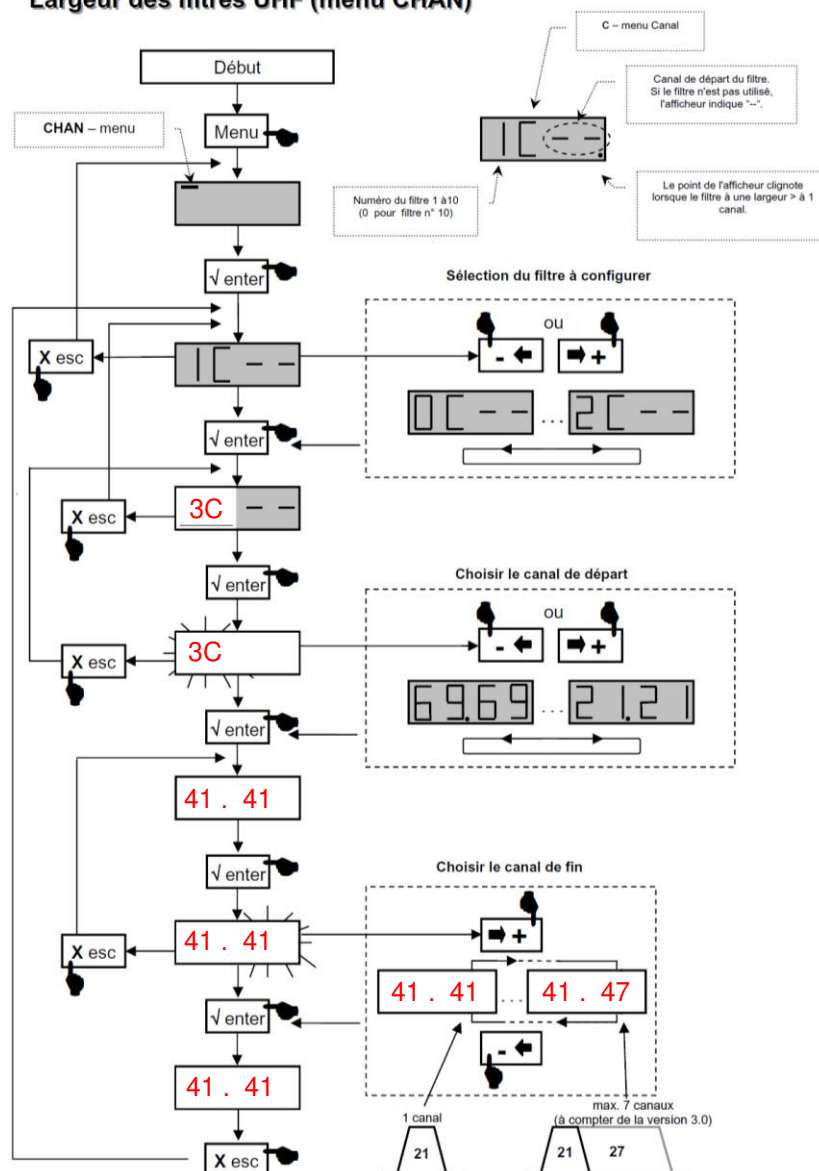 Largeur des filtres UHF (menu CHAN)
C – menu Canal
Début
Canal de départ du filtre.
Si le filtre n'est pas utilisé,
l'afficheur indique "--".
CHAN – menu
Menu
1C - -.
Numéro du filtre 1 à10
(0 pour filtre n° 10)
Le point de l'afficheur clignote
lorsque le filtre à une largeur > à 1
canal.
√ enter
Sélection du filtre à configurer
ou
X esc
1C - -
- +
0C - - ... 2C - -
√ enter
X esc
3C - -
√ enter
Choisir le canal de départ
ou
X esc
3C
- +
69.69 ... 21.21
√ enter
41 . 41
√ enter
Choisir le canal de fin
X esc
41 . 41
+
41 . 41 ... 41 . 47
√ enter
-
41 . 41
1 canal
max. 7 canaux
(à compter de la version 3.0)
X esc
21
21 27